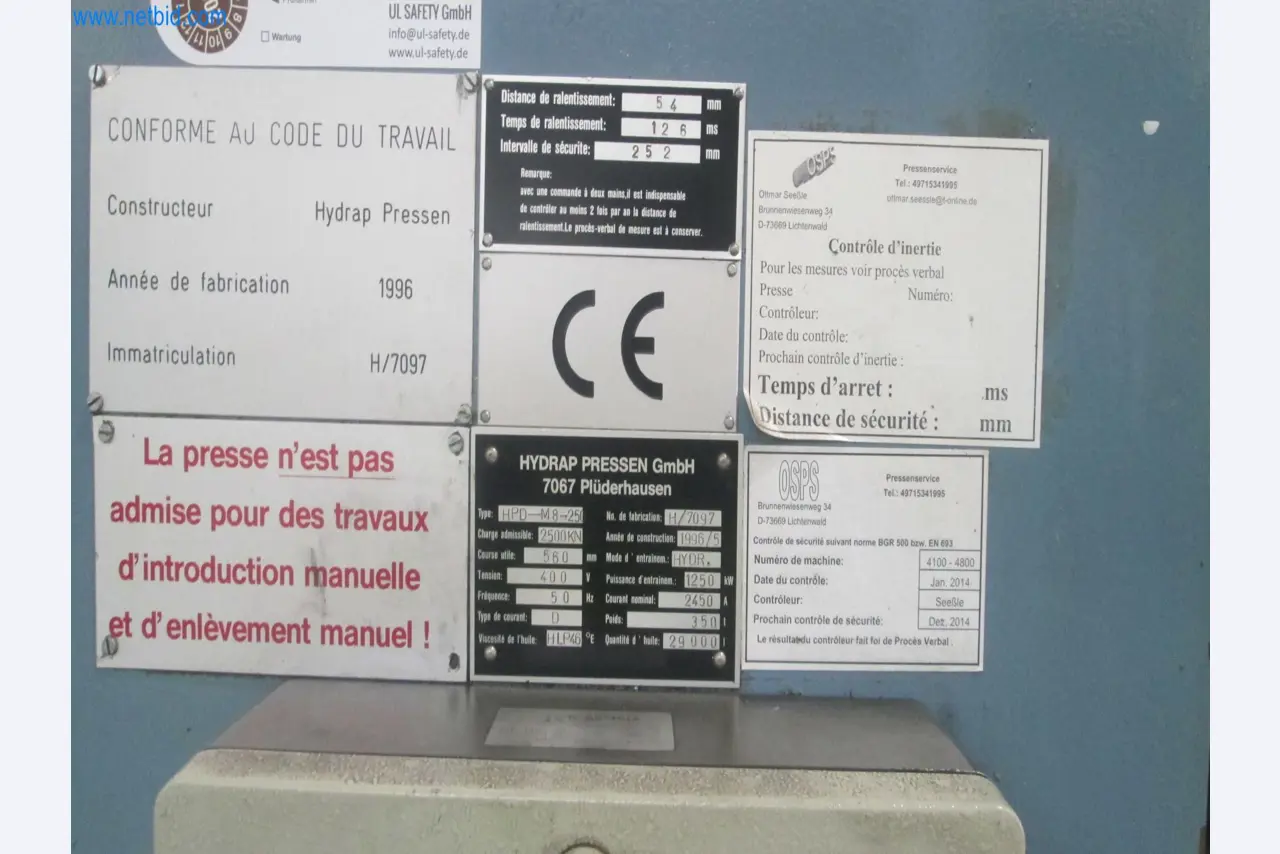 www.netbid.com
UL SAFETY GmbH
info@ul-safety.de
www.ul-safety.de
Wartung
CONFORME AU CODE DU TRAVAIL
Constructeur Hydrap Pressen
Année de fabrication 1996
Immatriculation H/7097
La presse n'est pas
admise pour des travaux
d'introduction manuelle
et d'enlèvement manuel !
Distance de ralentissement: 54 mm
Temps de ralentissement: 126 ms
Intervalle de sécurite: 252 mm
Remarque:
avec une commande à deux mains,il est indispensable
de contrôler au moins 2 fois par an la distance de
ralentissement.Le procès-verbal de mesure est à conserver.
CE
HYDRAP PRESSEN GmbH
7067 Plüderhausen
Type: HPD-M.8-250 No. de fabrication: H/7097
Charge admissible: 2500KN Année de construction: 1996/5
Course utile: 560 mm Mode d'entrainem.: HYDR.
Tension: 400 V Puissance d'entrainem.: 1250 kW
Fréquence: 50 Hz Courant nominal: 2450 A
Type de courant: D Poids: 350 t
Viscosité de l'huile: HLP46 °E Quantité d'huile: 29000 l
OSPS
Pressenservice
Tel.: 49715341995
ottmar.seessle@t-online.de
Ottmar Seeßle
Brunnenwiesenweg 34
D-73669 Lichtenwald
Contrôle d'inertie
Pour les mesures voir procès verbal
Presse Numéro:
Contrôleur:
Date du contrôle:
Prochain contrôle d'inertie :
Temps d'arret : ms
Distance de sécurité : mm
OSPS
Pressenservice
Tel.: 49715341995
Brunnenwiesenweg 34
D-73669 Lichtenwald
Contrôle de sécurité suivant norme BGR 500 bzw. EN 693
Numéro de machine: 4100 - 4800
Date du contrôle: Jan. 2014
Contrôleur: Seeßle
Prochain contrôle de sécurité: Dez. 2014
Le résultat du contrôleur fait foi de Procès Verbal.